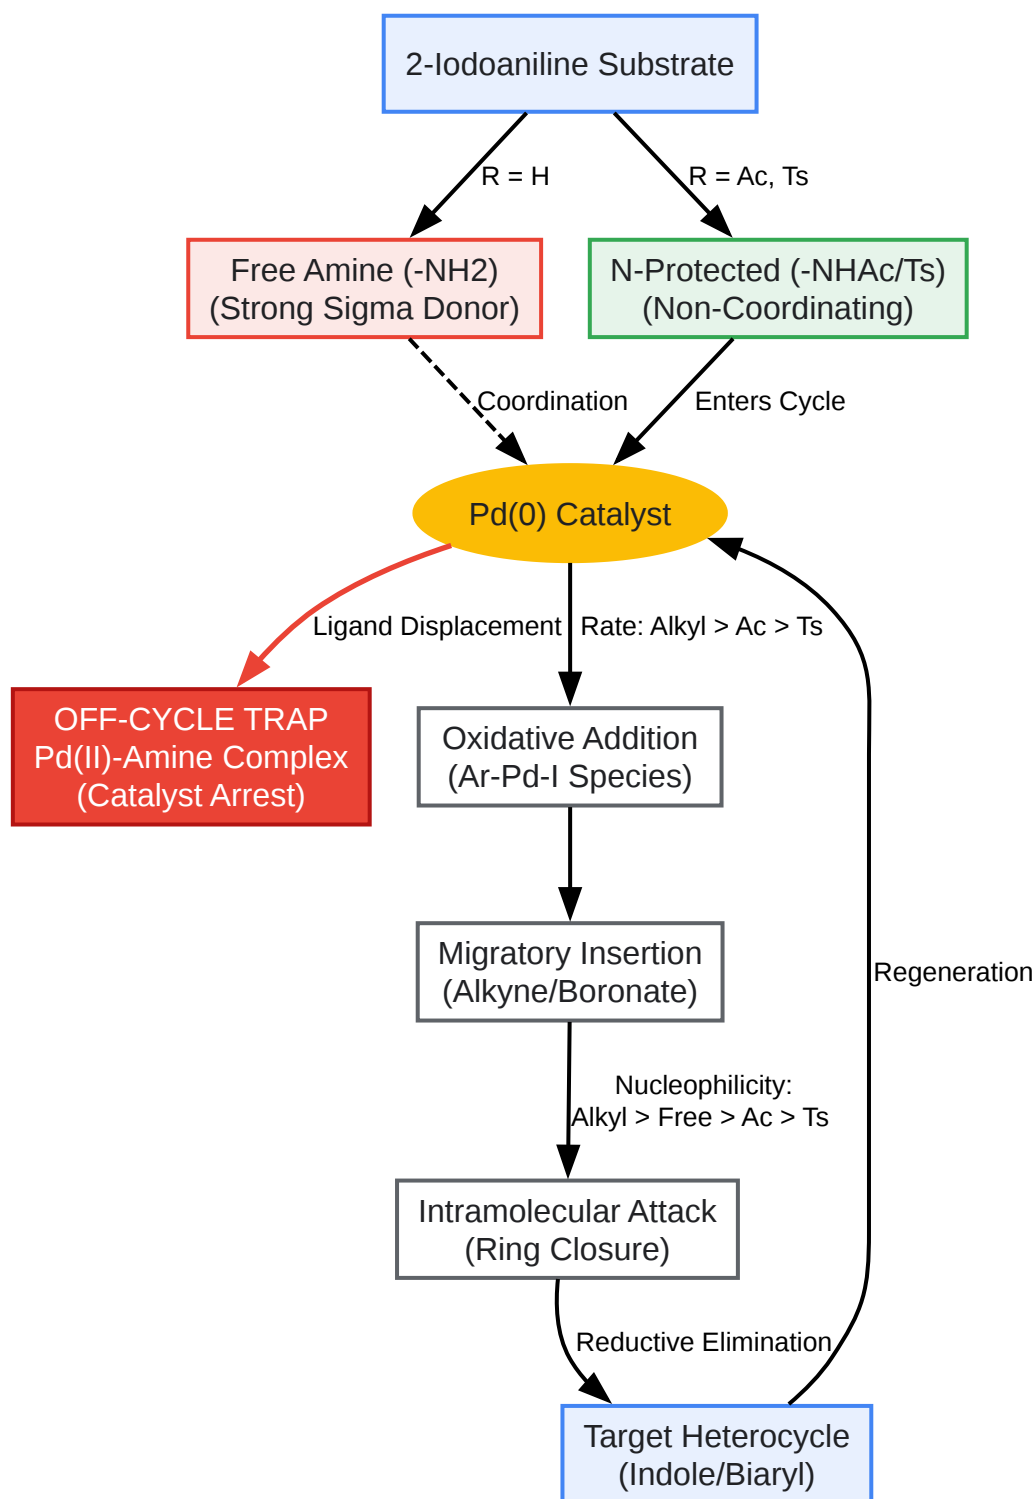 2-Iodoaniline Substrate
R = H
R = Ac, Ts
Free Amine (-NH2)
(Strong Sigma Donor)
N-Protected (-NHAc/Ts)
(Non-Coordinating)
Coordination
Enters Cycle
Pd(0) Catalyst
Ligand Displacement
Rate: Alkyl > Ac > Ts
OFF-CYCLE TRAP
Pd(II)-Amine Complex
(Catalyst Arrest)
Oxidative Addition
(Ar-Pd-I Species)
Migratory Insertion
(Alkyne/Boronate)
Regeneration
Nucleophilicity:
Alkyl > Free > Ac > Ts
Intramolecular Attack
(Ring Closure)
Reductive Elimination
Target Heterocycle
(Indole/Biaryl)